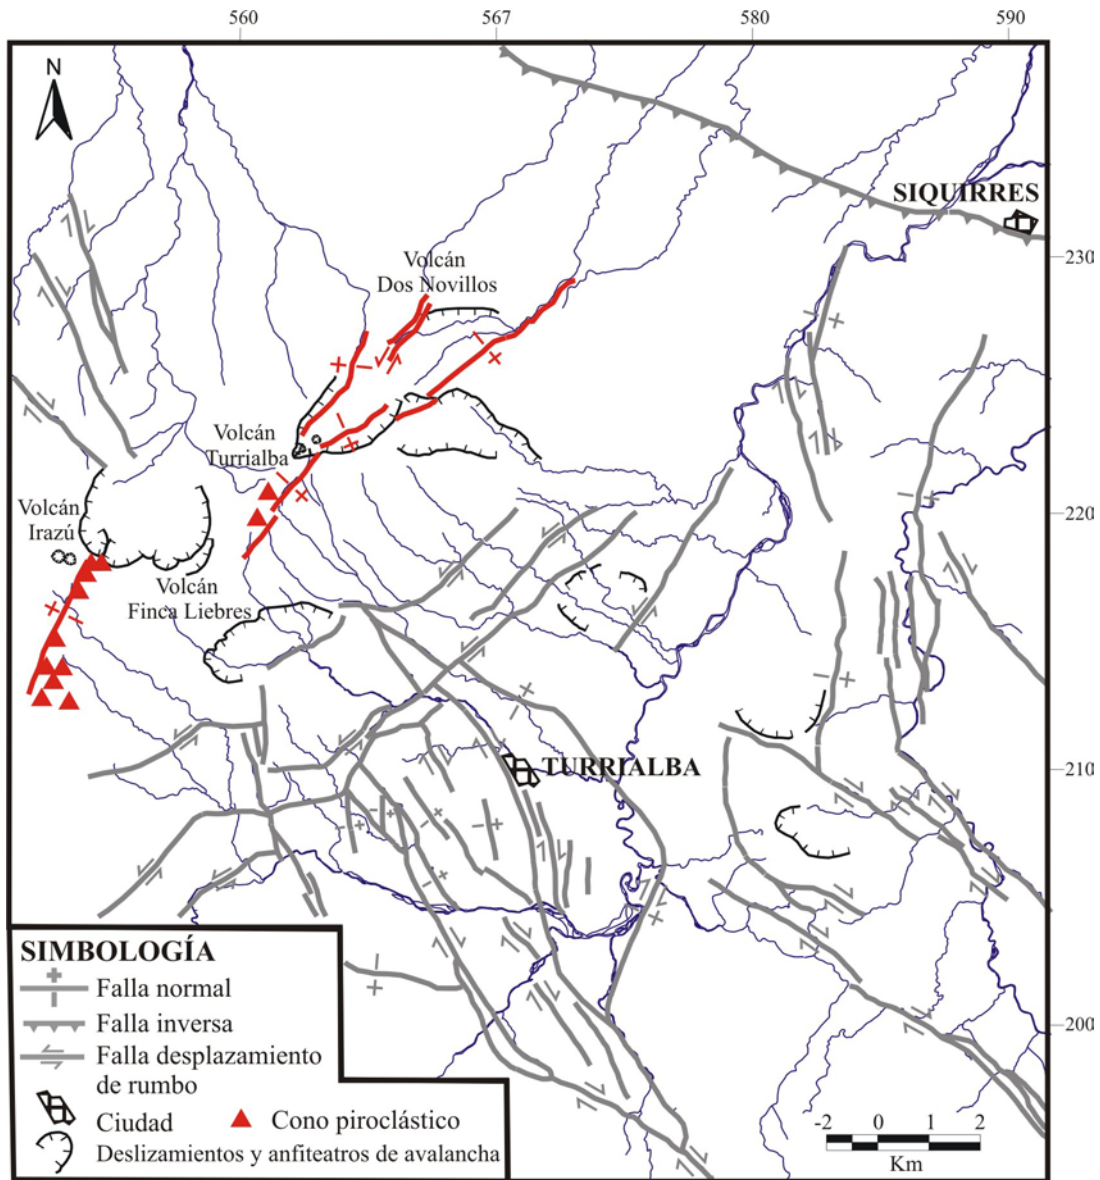 560 567 580 590
N
SIQUIRRES
230
Volcán
Dos Novillos
Volcán
Turrialba
Volcán
Irazú
220
Volcán
Finca Liebres
TURRIALBA
210
SIMBOLOGÍA
Falla normal
Falla inversa
Falla desplazamiento
de rumbo
Ciudad
Cono piroclástico
Deslizamientos y anfiteatros de avalancha
200
-2 0 1 2
Km